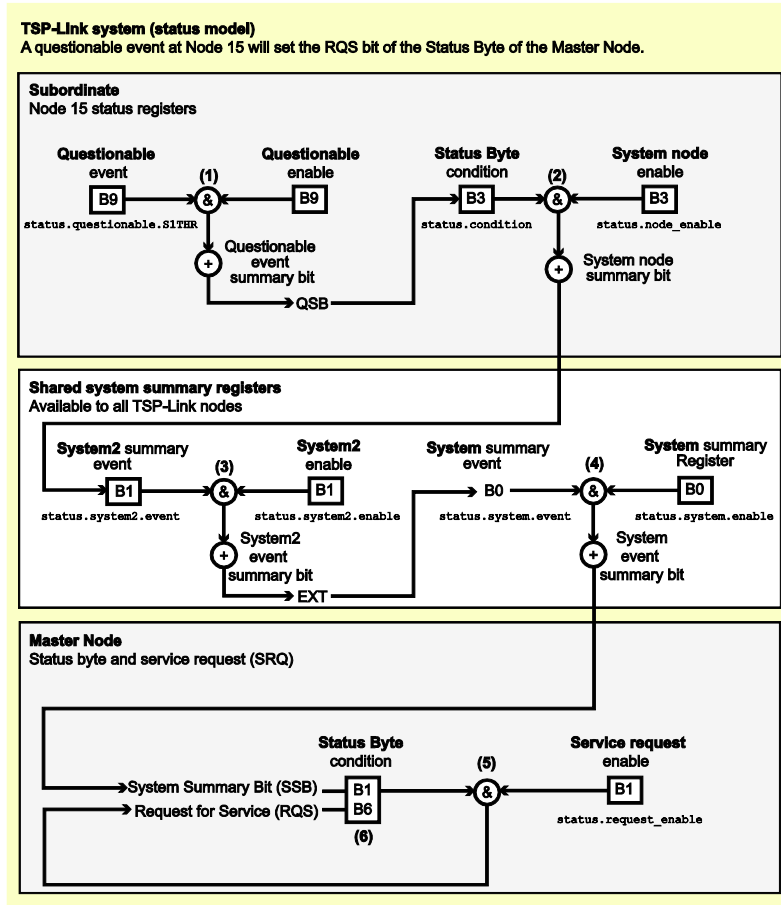 TSP-Link system (status model)
A questionable event at Node 15 will set the RQS bit of the Status Byte of the Master Node.
Subordinate
Node 15 status registers
Questionable
event
(1)
Questionable
enable
Status Byte
condition
(2)
System node
enable
B9
&
B9
B3
&
B3
status.questionable.S1THR
status.condition
status.node_enable
+
Questionable
event
summary bit
+
System node
summary bit
QSB
Shared system summary registers
Available to all TSP-Link nodes
System2 summary
event
(3)
System2
enable
System summary
event
(4)
System summary
Register
B1
&
B1
B0
&
B0
status.system2.event
status.system2.enable
status.system.event
status.system.enable
+
System2
event
summary bit
+
System
event
summary bit
EXT
Master Node
Status byte and service request (SRQ)
Status Byte
condition
(5)
Service request
enable
System Summary Bit (SSB)
B1
&
B1
Request for Service (RQS)
B6
(6)
status.request_enable